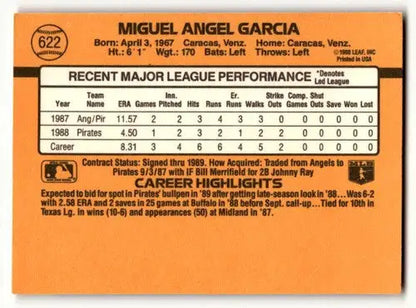 622
MIGUEL ANGEL GARCIA
Born: April 3, 1967 Caracas, Venz. Home: Caracas, Venz.
Ht.: 6'1" Wgt.: 170 Bats: Left Throws: Left
©1988 LEAF, INC
Printed in USA
RECENT MAJOR LEAGUE PERFORMANCE *Denotes Led League
Year Team Name ERA Games Inn. Pitched Hits Runs Er. Runs Walks Strike Outs Comp. Games Shut Outs Save Won Lost
1987 Ang/Pir 11.57 2 2 3 4 3 3 0 0 0 0 0 0
1988 Pirates 4.50 1 2 3 2 1 2 2 0 0 0 0 0
Career 8.31 3 4 6 6 4 5 2 0 0 0 0 0
Contract Status: Signed thru 1989. How Acquired: Traded from Angels to
Pirates 9/3/87 with IF Bill Merrifield for 2B Johnny Ray
CAREER HIGHLIGHTS
MLB
Expected to bid for spot in Pirates' bullpen in '89 after getting late-season look in '88...Was 6-2
with 2.58 ERA and 2 saves in 25 games at Buffalo in '88 before Sept. call-up...Tied for 10th in
Texas Lg. in wins (10-6) and appearances (50) at Midland in '87.